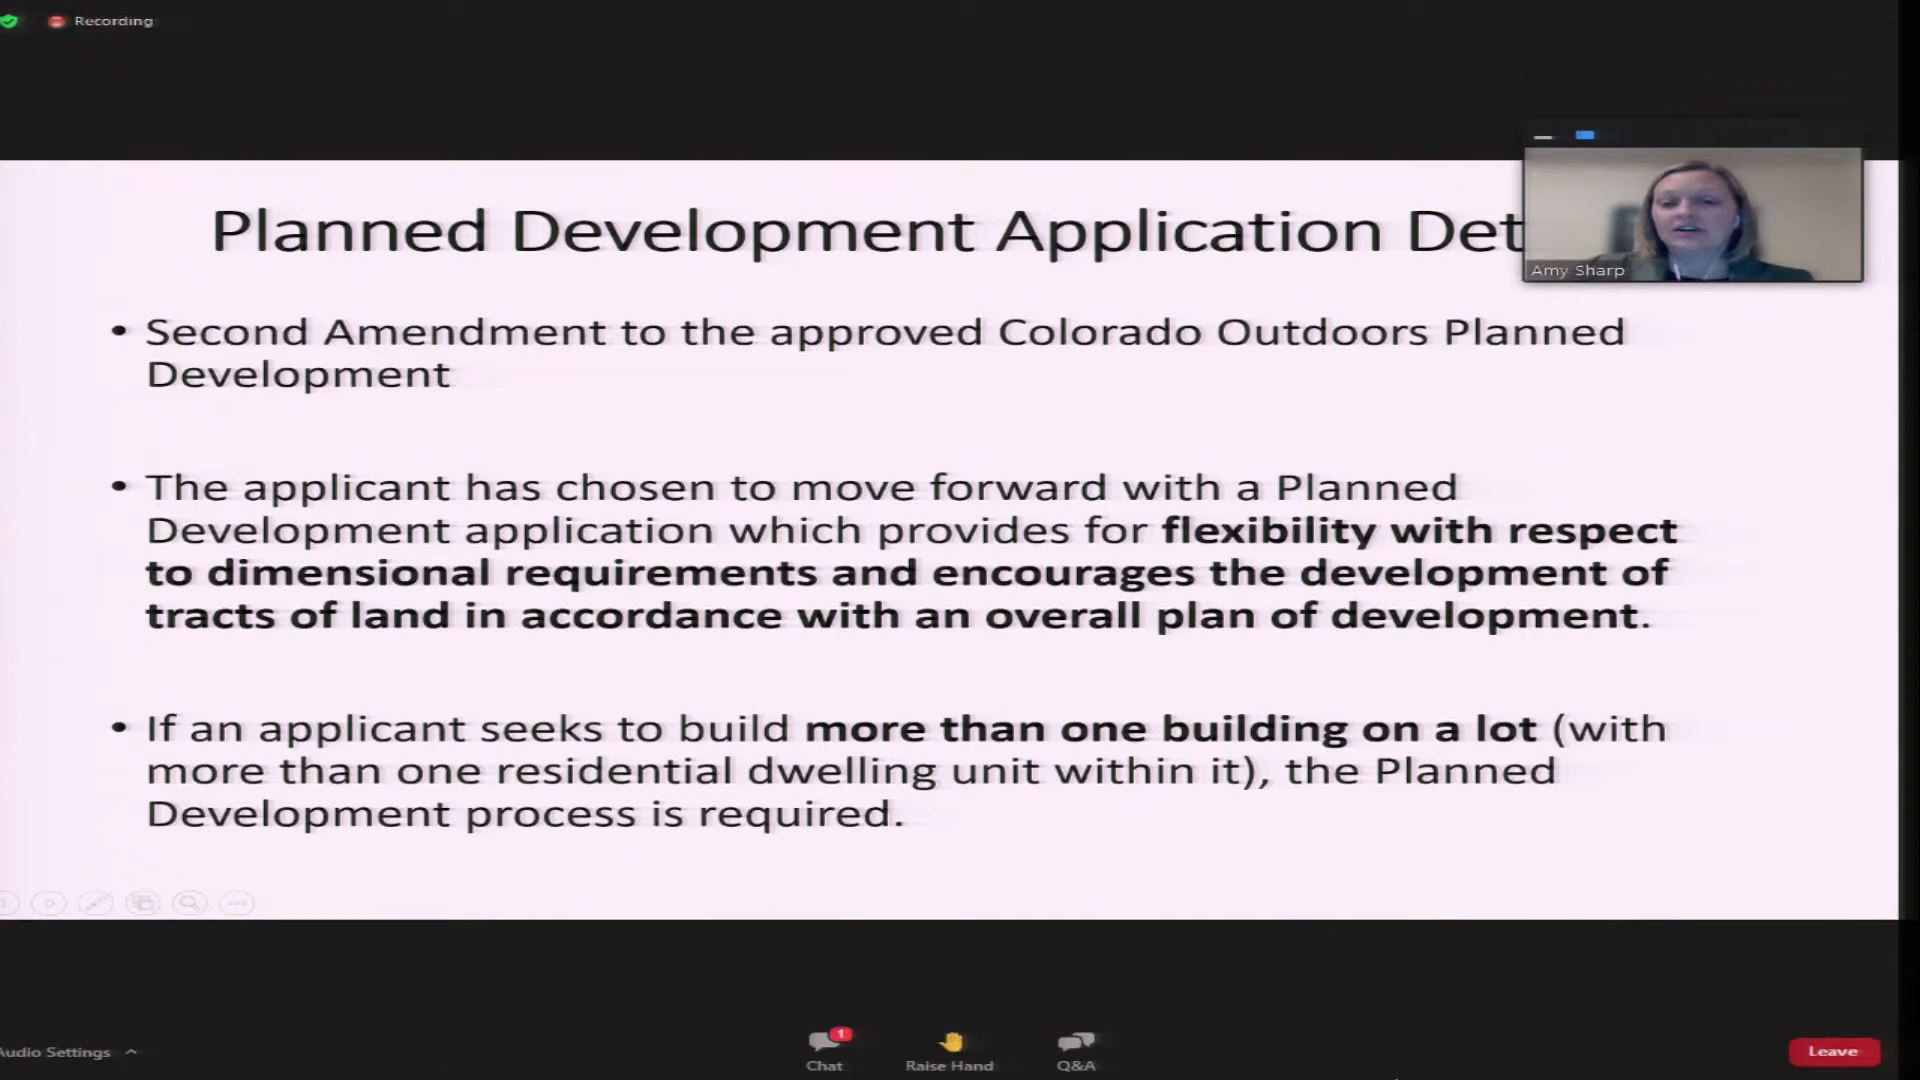 Recording
Planned Development Application Det
Amy Sharp
• Second Amendment to the approved Colorado Outdoors Planned
Development
• The applicant has chosen to move forward with a Planned
Development application which provides for flexibility with respect
to dimensional requirements and encourages the development of
tracts of land in accordance with an overall plan of development.
• If an applicant seeks to build more than one building on a lot (with
more than one residential dwelling unit within it), the Planned
Development process is required.
Audio Settings
1
Chat
Raise Hand
Q&A
Leave